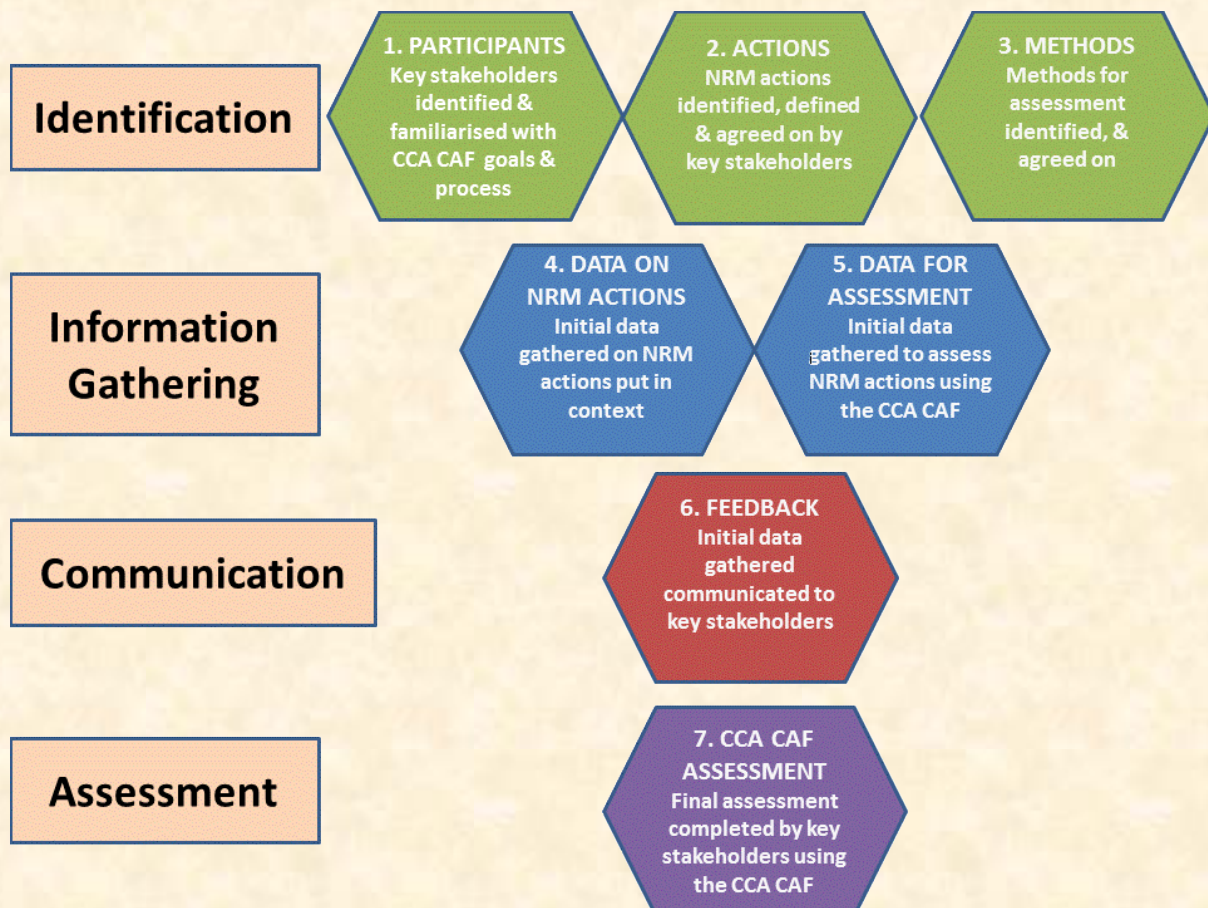 Identification
1. PARTICIPANTS
Key stakeholders
identified &
familiarised with
CCA CAF goals &
process
2. ACTIONS
NRM actions
identified, defined
& agreed on by
key stakeholders
3. METHODS
Methods for
assessment
identified, &
agreed on
Information
Gathering
4. DATA ON
NRM ACTIONS
Initial data
gathered on NRM
actions put in
context
5. DATA FOR
ASSESSMENT
Initial data
gathered to assess
NRM actions using
the CCA CAF
Communication
6. FEEDBACK
Initial data
gathered
communicated to
key stakeholders
Assessment
7. CCA CAF
ASSESSMENT
Final assessment
completed by key
stakeholders using
the CCA CAF